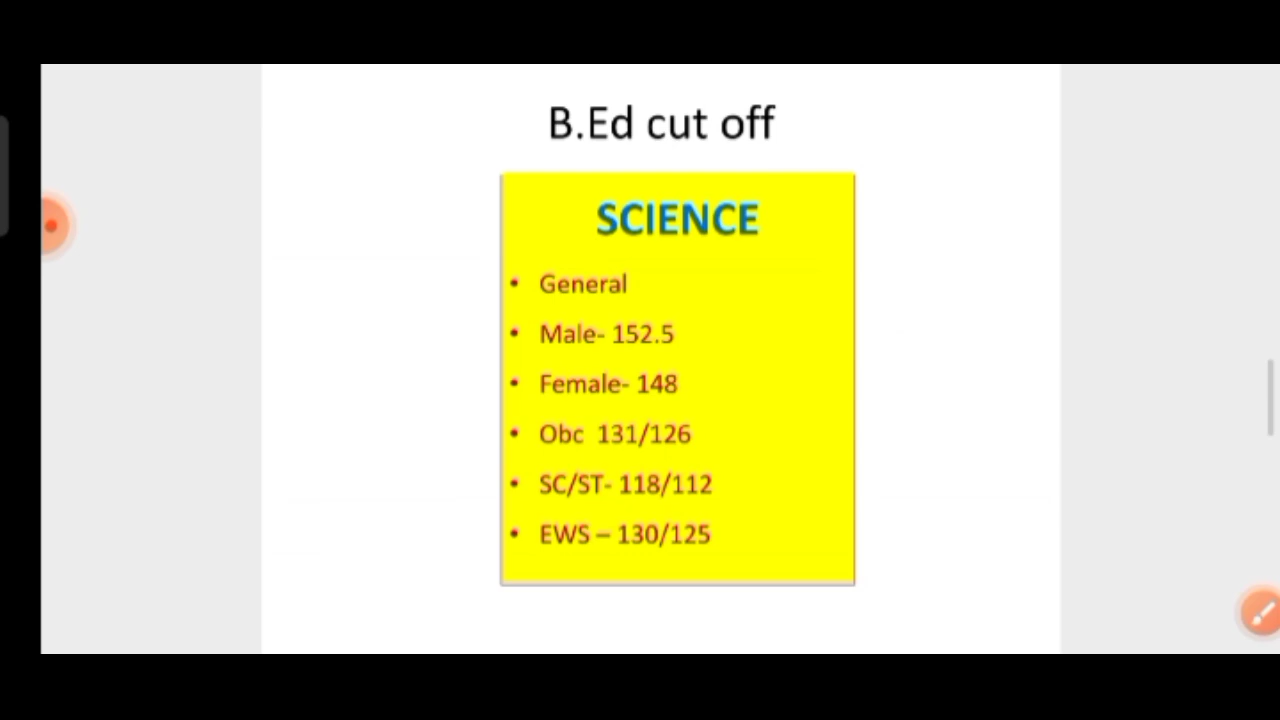 B.Ed cut off
SCIENCE
• General
• Male- 152.5
• Female- 148
• Obc 131/126
• SC/ST- 118/112
• EWS – 130/125